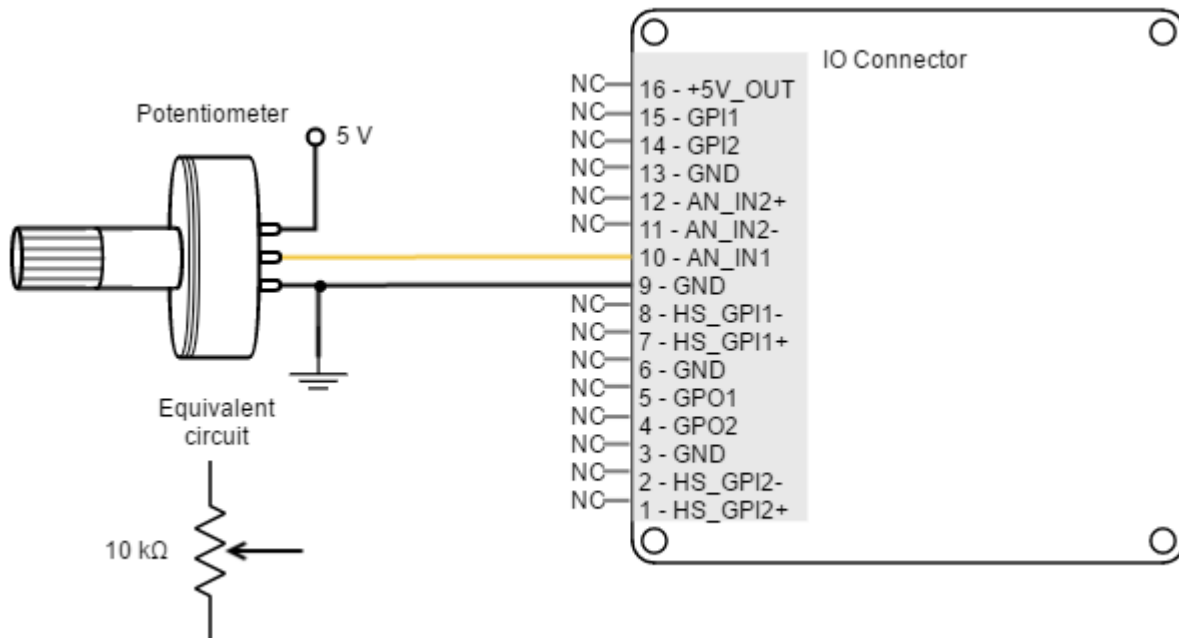 IO Connector
NC
16 - +5V_OUT
NC
15 - GPI1
Potentiometer
5 V
NC
14 - GPI2
NC
13 - GND
NC
12 - AN_IN2+
NC
11 - AN_IN2-
10 - AN_IN1
9 - GND
NC
8 - HS_GPI1-
NC
7 - HS_GPI1+
NC
6 - GND
NC
5 - GPO1
NC
4 - GPO2
NC
3 - GND
NC
2 - HS_GPI2-
NC
1 - HS_GPI2+
Equivalent
circuit
10 kΩ